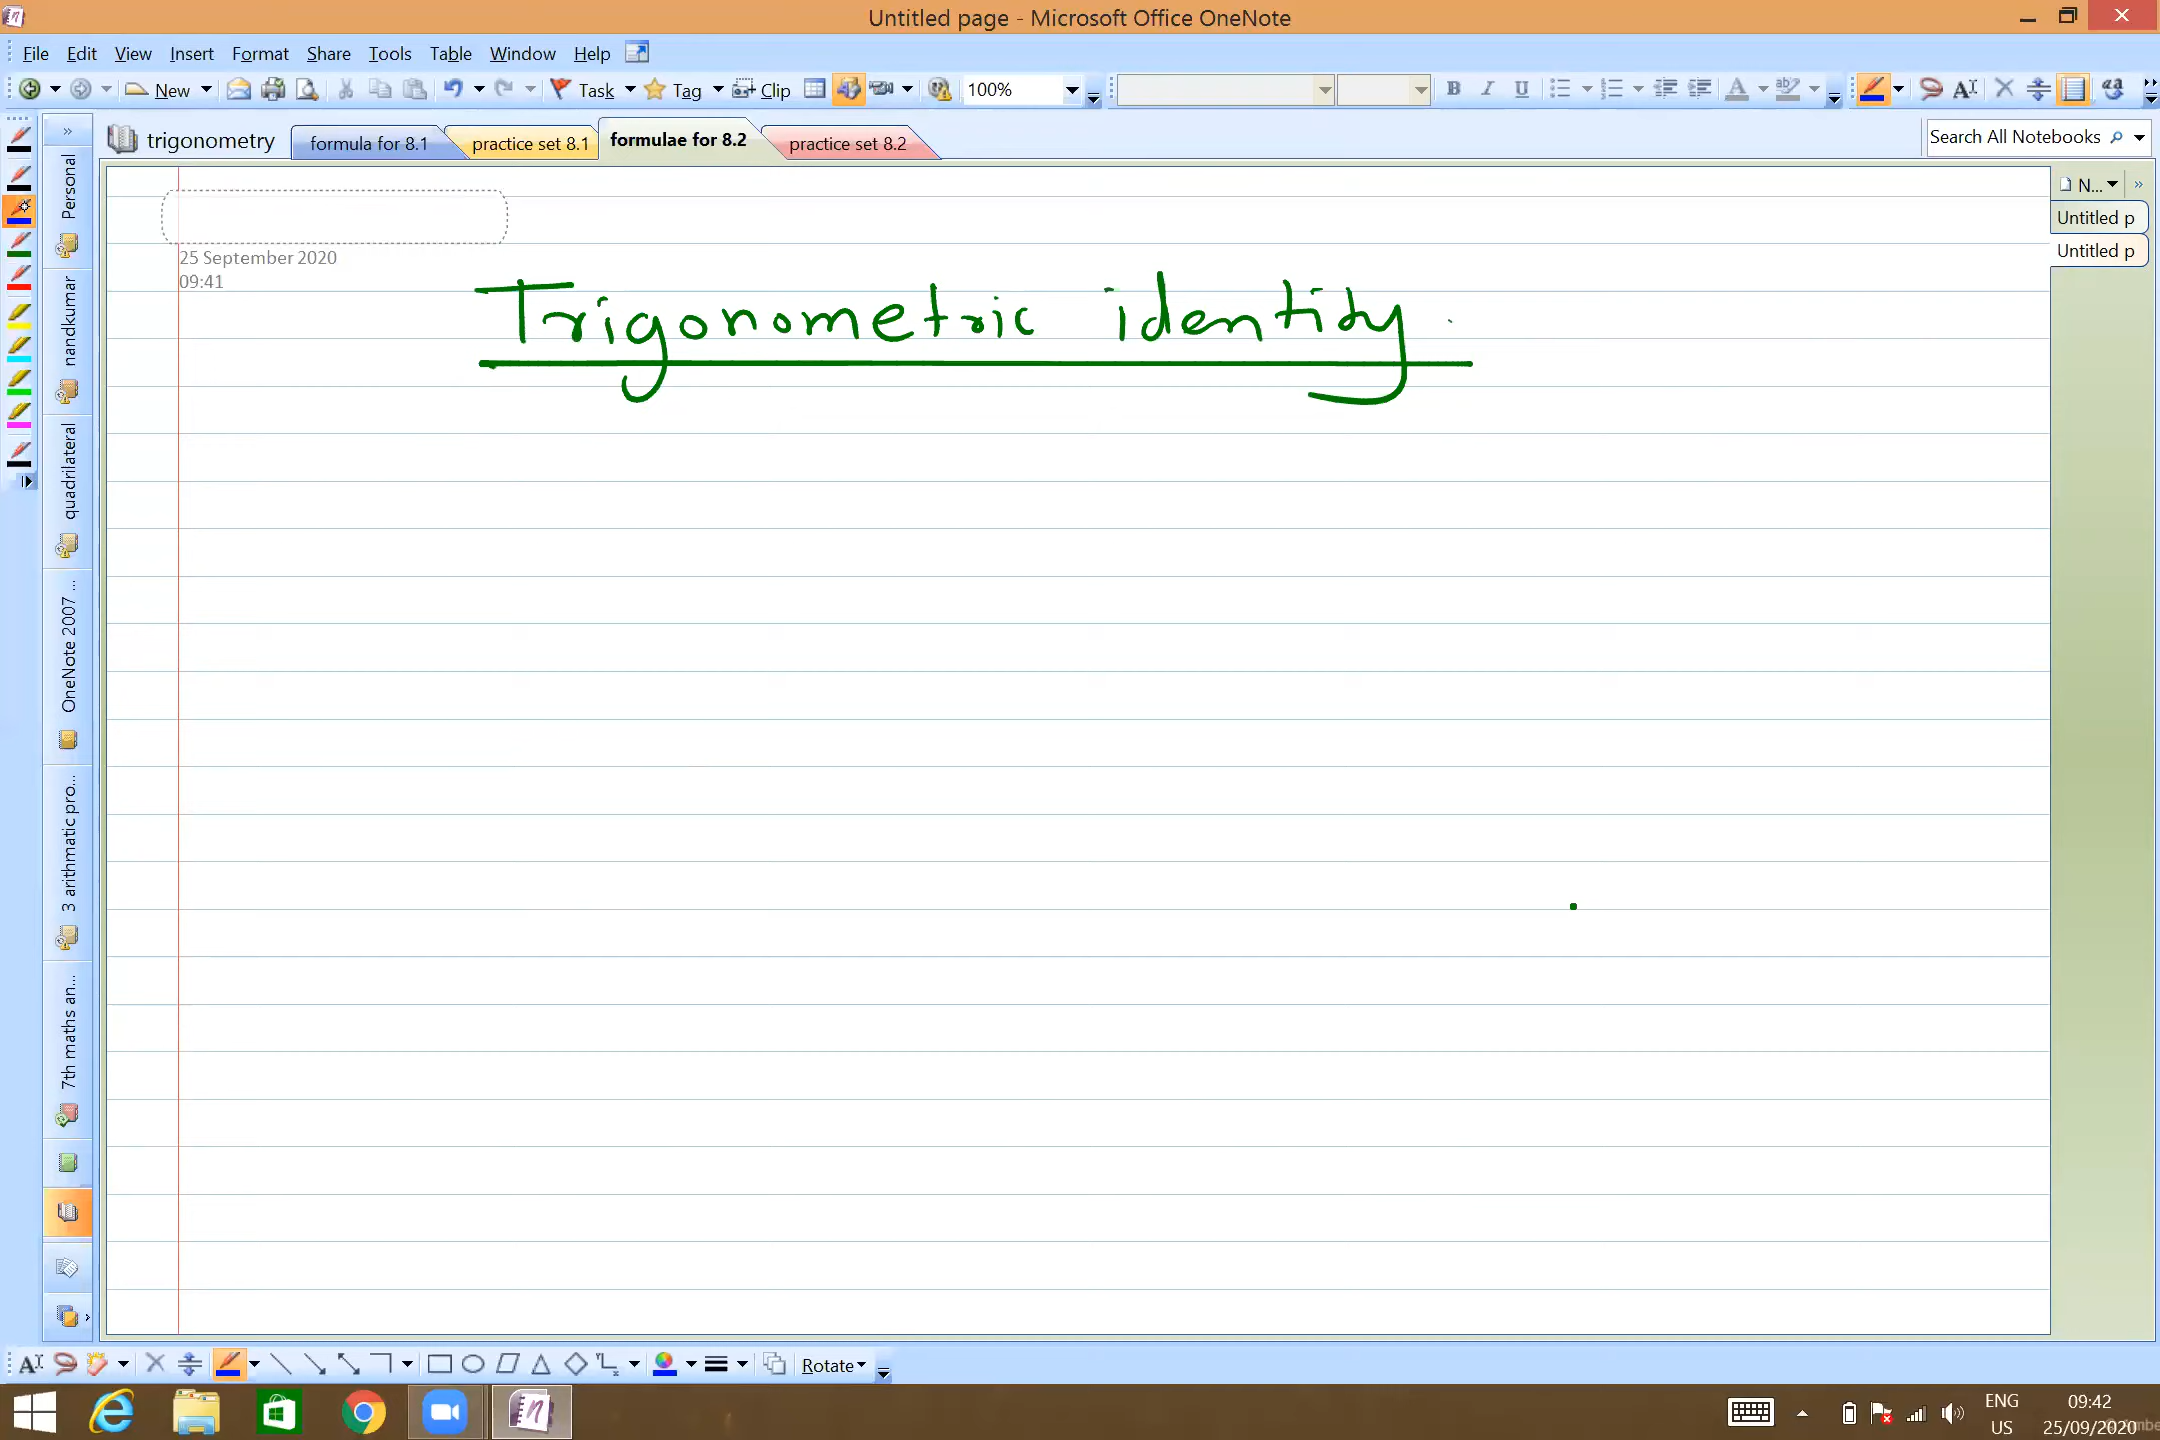 Untitled page - Microsoft Office OneNote
File Edit View Insert Format Share Tools Table Window Help
New Task Tag Clip 100% B I U A
trigonometry formula for 8.1 practice set 8.1 formulae for 8.2 practice set 8.2 Search All Notebooks
N...
Untitled p
Untitled p
Personal
nandkumar
quadrilateral
OneNote 2007 ...
3 arithmatic pro...
7th maths an...
25 September 2020
09:41
Trigonometric identity.
Rotate
ENG 09:42
US 25/09/2020